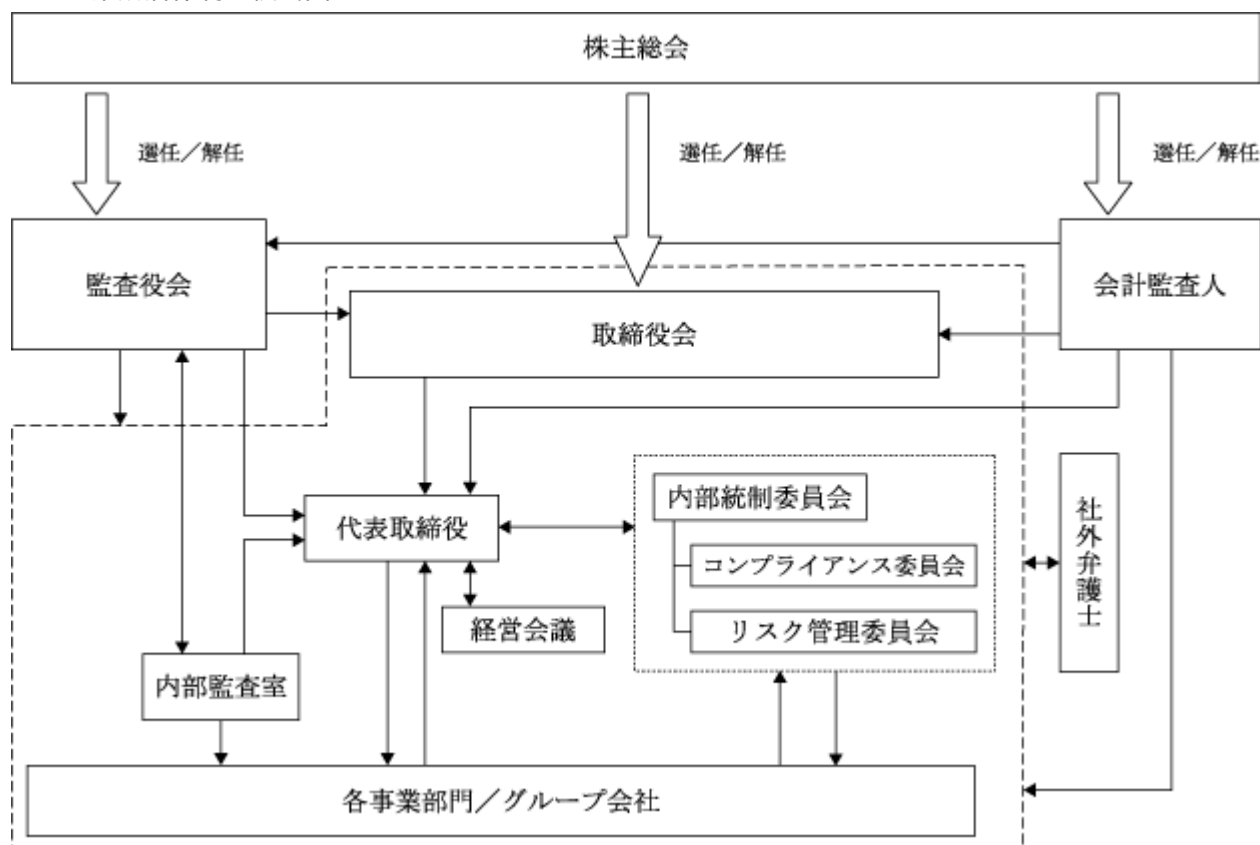 株主総会
選任／解任
選任／解任
選任／解任
監査役会
会計監査人
取締役会
内部統制委員会
代表取締役
コンプライアンス委員会
経営会議
リスク管理委員会
社外弁護士
内部監査室
各事業部門／グループ会社